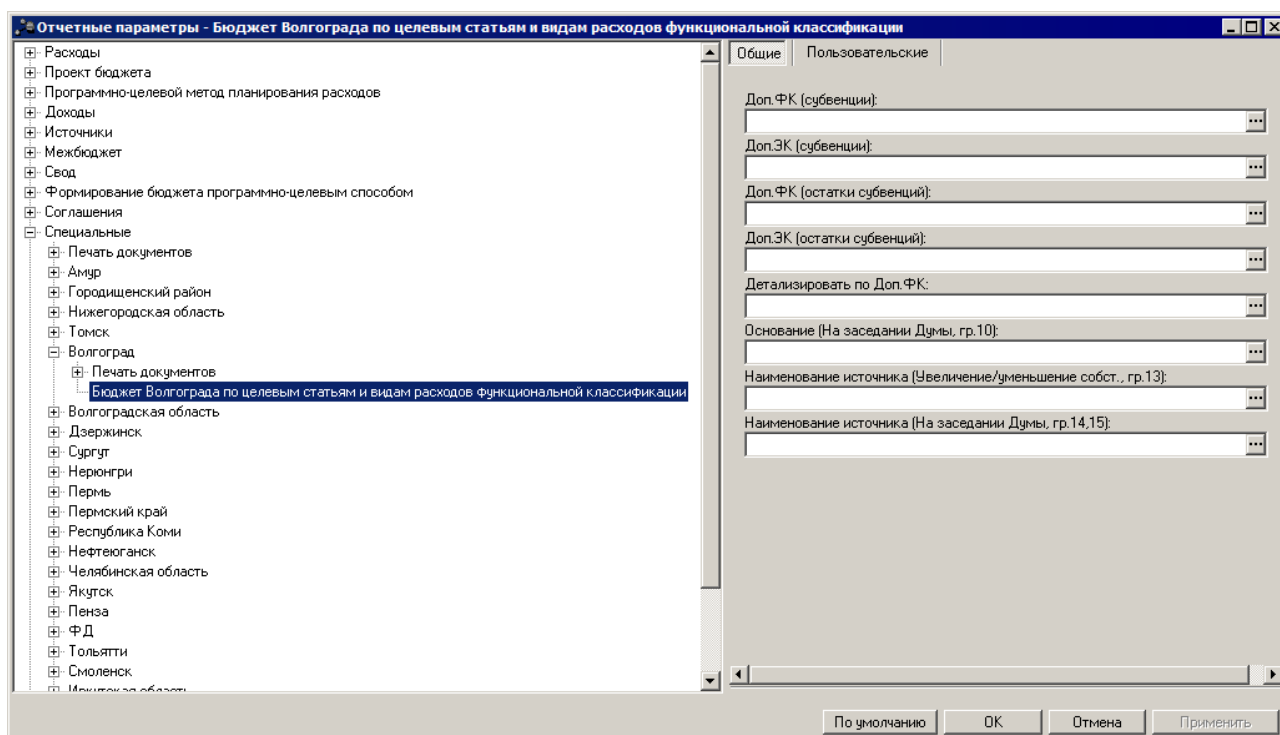 Отчетные параметры - Бюджет Волгограда по целевым статьям и видам расходов функциональной классификации
Расходы
Проект бюджета
Программно-целевой метод планирования расходов
Доходы
Источники
Межбюджет
Свод
Формирование бюджета программно-целевым способом
Соглашения
Специальные
Печать документов
Амур
Городищенский район
Нижегородская область
Томск
Волгоград
Печать документов
Бюджет Волгограда по целевым статьям и видам расходов функциональной классификации
Волгоградская область
Дзержинск
Сургут
Нерюнгри
Пермь
Пермский край
Республика Коми
Нефтеюганск
Челябинская область
Якутск
Пенза
ФД
Тольятти
Смоленск
Иркутская область
Общие Пользовательские
Доп.ФК (субвенции):
Доп.ЭК (субвенции):
Доп.ФК (остатки субвенций):
Доп.ЭК (остатки субвенций):
Детализировать по Доп.ФК:
Основание (На заседании Думы, гр.10):
Наименование источника (Увеличение/уменьшение собст., гр.13):
Наименование источника (На заседании Думы, гр.14,15):
По умолчанию OK Отмена Применить